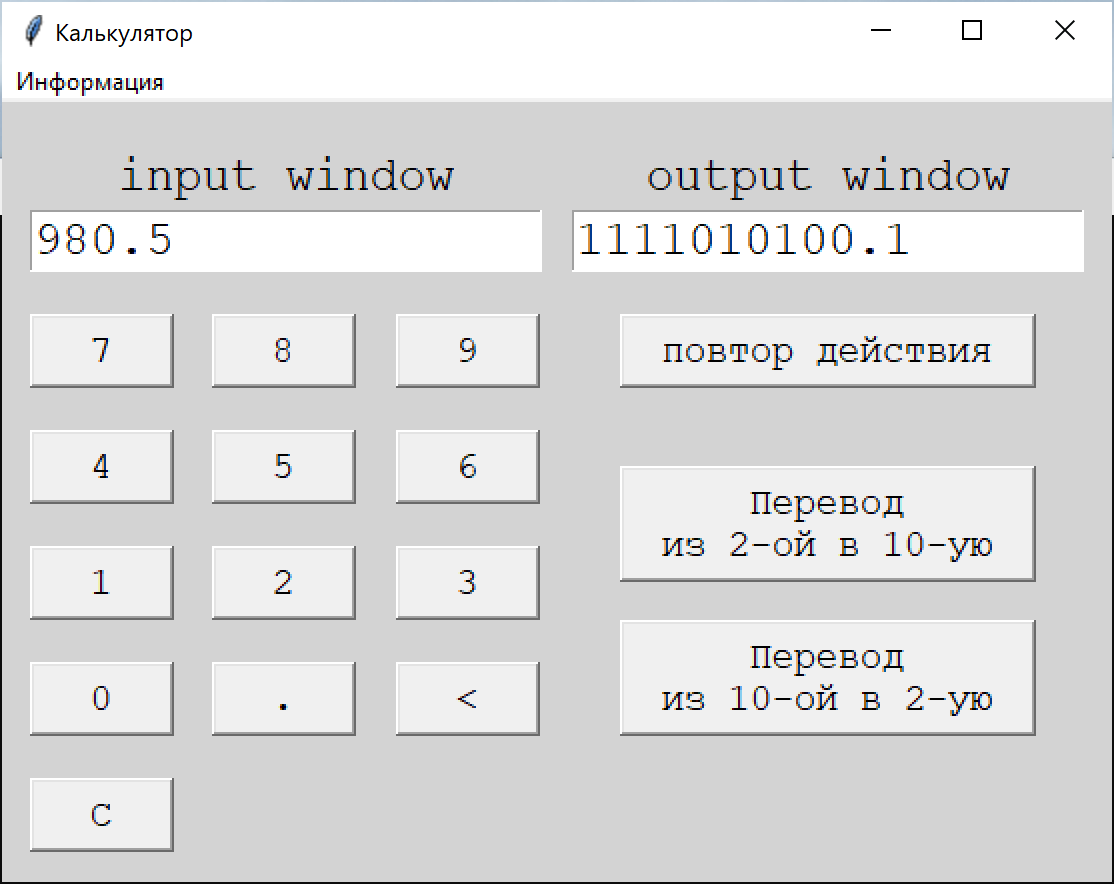 Калькулятор
Информация
input window
output window
980.5
1111010100.1
7
8
9
повтор действия
4
5
6
Перевод
из 2-ой в 10-ую
1
2
3
Перевод
из 10-ой в 2-ую
0
.
<
C